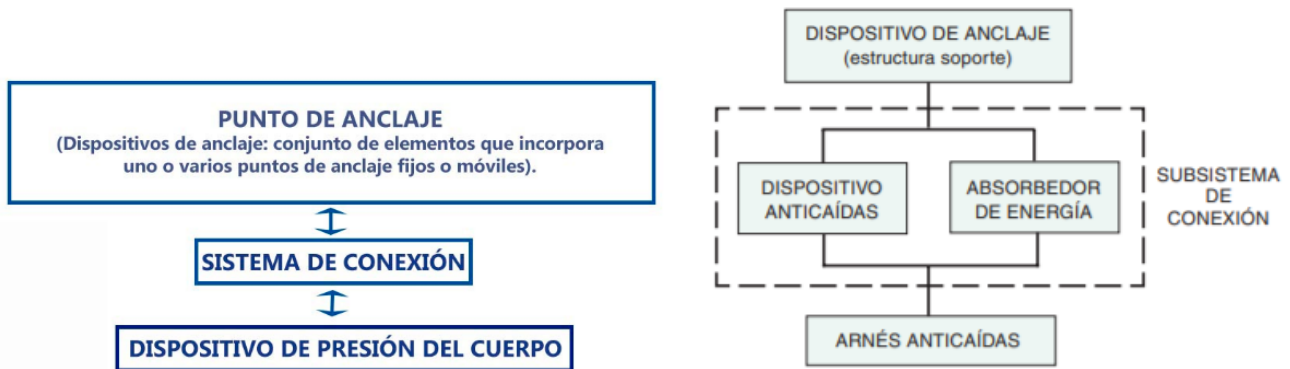 PUNTO DE ANCLAJE
(Dispositivos de anclaje: conjunto de elementos que incorpora
uno o varios puntos de anclaje fijos o móviles).
SISTEMA DE CONEXIÓN
DISPOSITIVO DE PRESIÓN DEL CUERPO
DISPOSITIVO DE ANCLAJE
(estructura soporte)
DISPOSITIVO
ANTICAÍDAS
ABSORBEDOR
DE ENERGÍA
SUBSISTEMA
DE
CONEXIÓN
ARNÉS ANTICAÍDAS